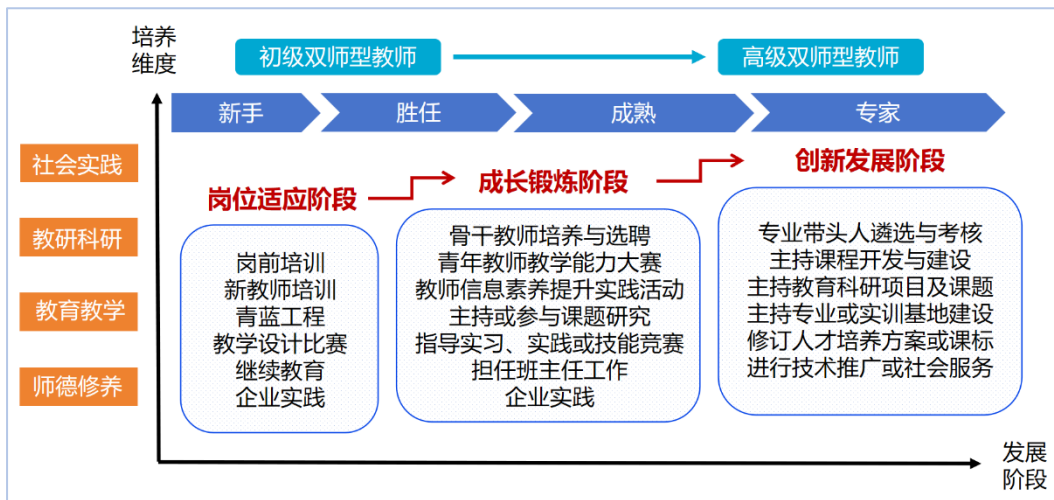 培养
维度
初级双师型教师
高级双师型教师
新手
胜任
成熟
专家
社会实践
教研科研
教育教学
师德修养
岗位适应阶段
岗前培训
新教师培训
青蓝工程
教学设计比赛
继续教育
企业实践
成长锻炼阶段
骨干教师培养与选聘
青年教师教学能力大赛
教师信息素养提升实践活动
主持或参与课题研究
指导实习、实践或技能竞赛
担任班主任工作
企业实践
创新发展阶段
专业带头人遴选与考核
主持课程开发与建设
主持教育科研项目及课题
主持专业或实训基地建设
修订人才培养方案或课标
进行技术推广或社会服务
发展
阶段